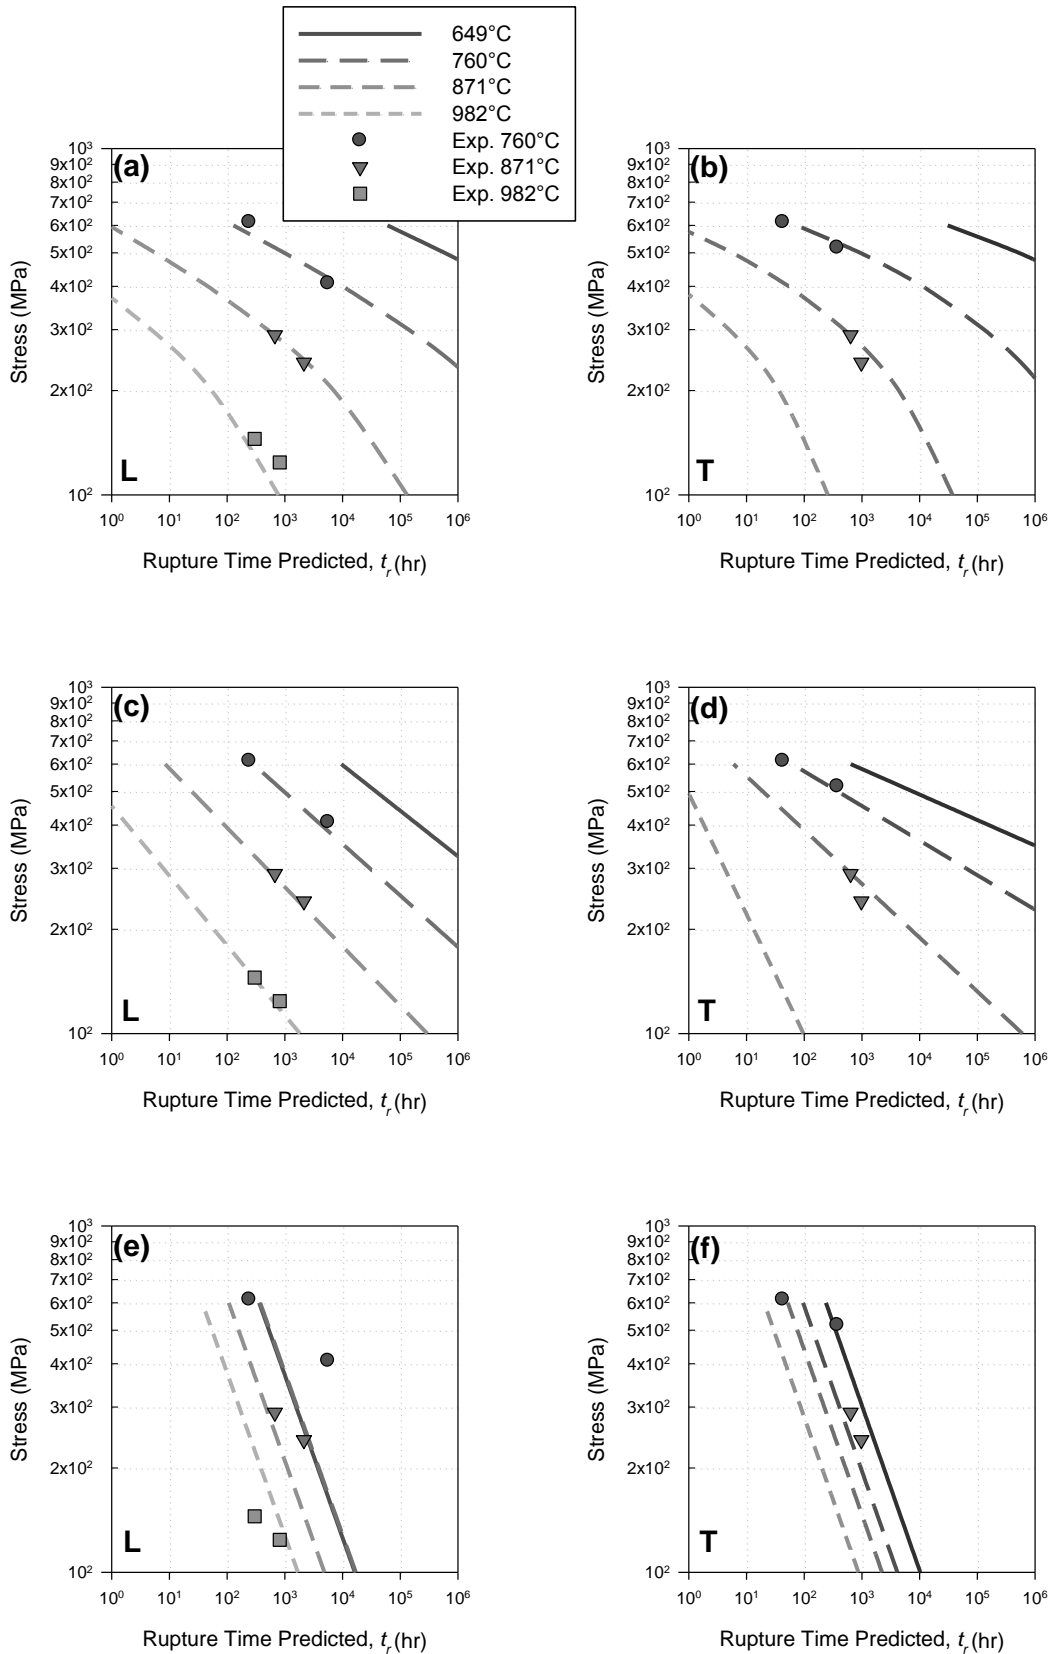 649°C
760°C
871°C
982°C
Exp. 760°C
Exp. 871°C
Exp. 982°C
(a)
10³
9x10²
8x10²
7x10²
6x10²
5x10²
4x10²
3x10²
2x10²
10²
Stress (MPa)
L
10⁰ 10¹ 10² 10³ 10⁴ 10⁵ 10⁶
Rupture Time Predicted, tᵣ (hr)
(b)
10³
9x10²
8x10²
7x10²
6x10²
5x10²
4x10²
3x10²
2x10²
10²
Stress (MPa)
T
10⁰ 10¹ 10² 10³ 10⁴ 10⁵ 10⁶
Rupture Time Predicted, tᵣ (hr)
(c)
10³
9x10²
8x10²
7x10²
6x10²
5x10²
4x10²
3x10²
2x10²
10²
Stress (MPa)
L
10⁰ 10¹ 10² 10³ 10⁴ 10⁵ 10⁶
Rupture Time Predicted, tᵣ (hr)
(d)
10³
9x10²
8x10²
7x10²
6x10²
5x10²
4x10²
3x10²
2x10²
10²
Stress (MPa)
T
10⁰ 10¹ 10² 10³ 10⁴ 10⁵ 10⁶
Rupture Time Predicted, tᵣ (hr)
(e)
10³
9x10²
8x10²
7x10²
6x10²
5x10²
4x10²
3x10²
2x10²
10²
Stress (MPa)
L
10⁰ 10¹ 10² 10³ 10⁴ 10⁵ 10⁶
Rupture Time Predicted, tᵣ (hr)
(f)
10³
9x10²
8x10²
7x10²
6x10²
5x10²
4x10²
3x10²
2x10²
10²
Stress (MPa)
T
10⁰ 10¹ 10² 10³ 10⁴ 10⁵ 10⁶
Rupture Time Predicted, tᵣ (hr)